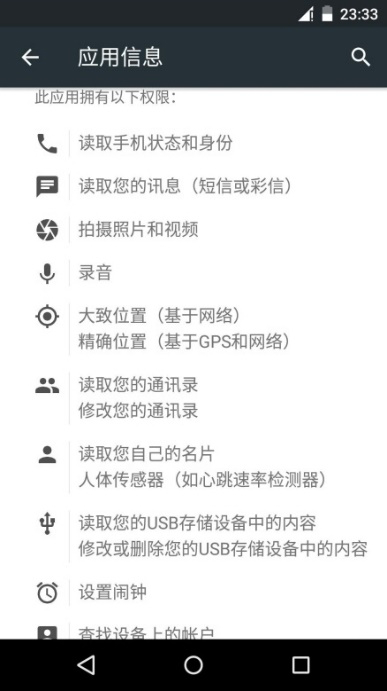 23:33
应用信息
此应用拥有以下权限：
读取手机状态和身份
读取您的讯息（短信或彩信）
拍摄照片和视频
录音
大致位置（基于网络）
精确位置（基于GPS和网络）
读取您的通讯录
修改您的通讯录
读取您自己的名片
人体传感器（如心跳速率检测器）
读取您的USB存储设备中的内容
修改或删除您的USB存储设备中的内容
设置闹钟
查找设备上的帐户